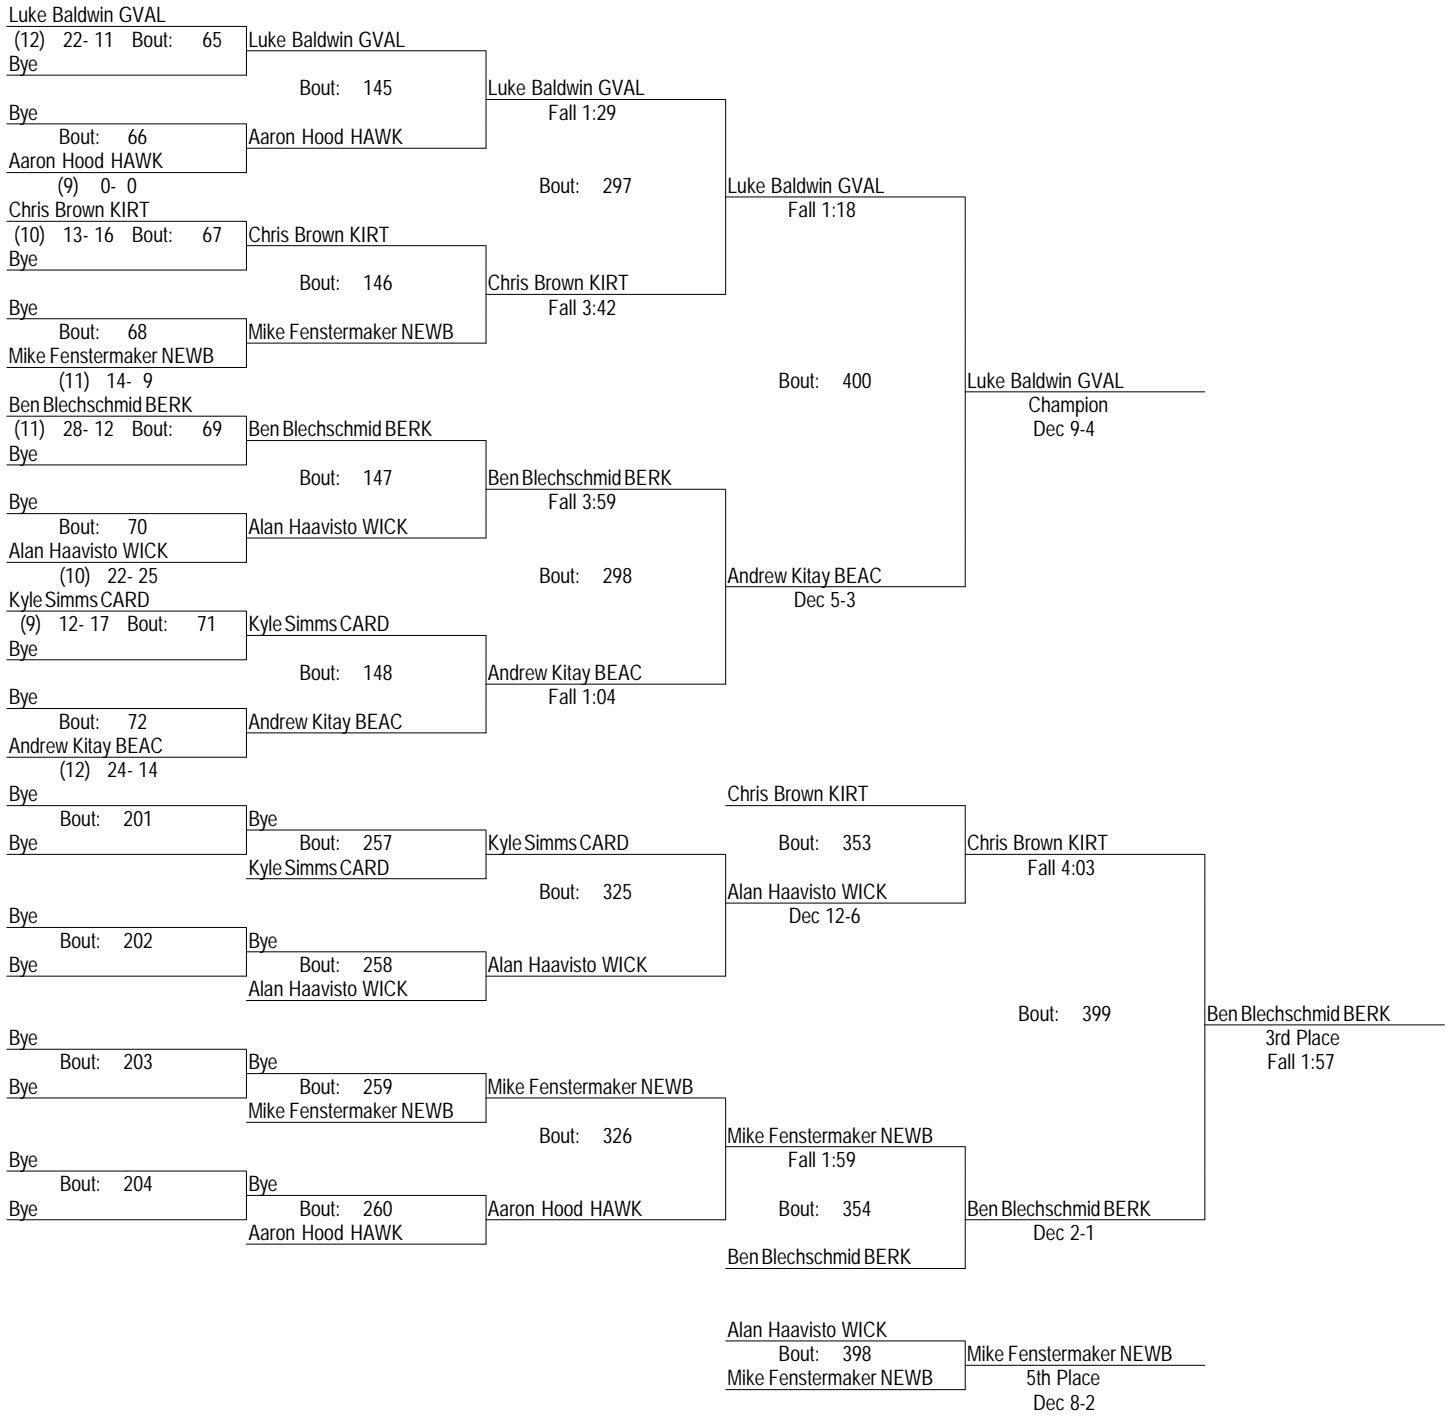 Luke Baldwin GVAL
(12) 22- 11 Bout: 65 Luke Baldwin GVAL
Bye
Bout: 145 Luke Baldwin GVAL
Bye Fall 1:29
Bout: 66 Aaron Hood HAWK
Aaron Hood HAWK
(9) 0- 0 Bout: 297 Luke Baldwin GVAL
Chris Brown KIRT Fall 1:18
(10) 13- 16 Bout: 67 Chris Brown KIRT
Bye
Bout: 146 Chris Brown KIRT
Bye Fall 3:42
Bout: 68 Mike Fenstermaker NEWB
Mike Fenstermaker NEWB
(11) 14- 9 Bout: 400 Luke Baldwin GVAL
Ben Blechschmid BERK Champion
(11) 28- 12 Bout: 69 Ben Blechschmid BERK Dec 9-4
Bye
Bout: 147 Ben Blechschmid BERK
Bye Fall 3:59
Bout: 70 Alan Haavisto WICK
Alan Haavisto WICK
(10) 22- 25 Bout: 298 Andrew Kitay BEAC
Kyle Simms CARD Dec 5-3
(9) 12- 17 Bout: 71 Kyle Simms CARD
Bye
Bout: 148 Andrew Kitay BEAC
Bye Fall 1:04
Bout: 72 Andrew Kitay BEAC
Andrew Kitay BEAC
(12) 24- 14
Bye Chris Brown KIRT
Bout: 201 Bye
Bye Bout: 257 Kyle Simms CARD Bout: 353 Chris Brown KIRT
Kyle Simms CARD Fall 4:03
Bout: 325 Alan Haavisto WICK
Bye Dec 12-6
Bout: 202 Bye
Bye Bout: 258 Alan Haavisto WICK
Alan Haavisto WICK
Bout: 399 Ben Blechschmid BERK
Bye 3rd Place
Bout: 203 Bye Fall 1:57
Bye Bout: 259 Mike Fenstermaker NEWB
Mike Fenstermaker NEWB
Bout: 326 Mike Fenstermaker NEWB
Bye Fall 1:59
Bout: 204 Bye
Bye Bout: 260 Aaron Hood HAWK Bout: 354 Ben Blechschmid BERK
Aaron Hood HAWK Dec 2-1
Ben Blechschmid BERK
Alan Haavisto WICK
Bout: 398 Mike Fenstermaker NEWB
Mike Fenstermaker NEWB 5th Place
Dec 8-2